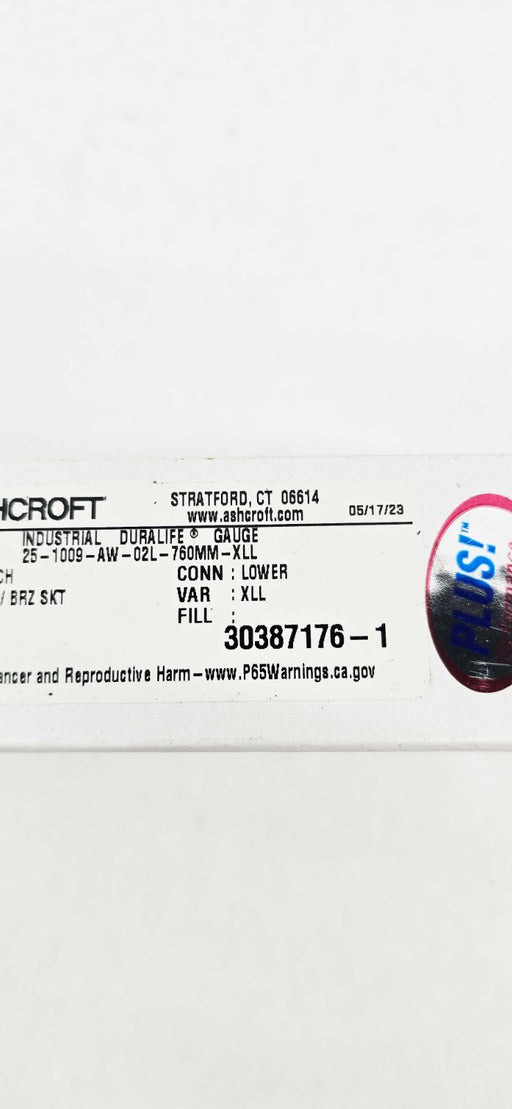 HCROFT
STRATFORD, CT 06614
www.ashcroft.com
05/17/23
INDUSTRIAL DURALIFE® GAUGE
25-1009-AW-02L-760MM-XLL
CH
CONN : LOWER
/ BRZ SKT
VAR : XLL
FILL :
30387176-1
ancer and Reproductive Harm-www.P65Warnings.ca.gov
PLUS!™